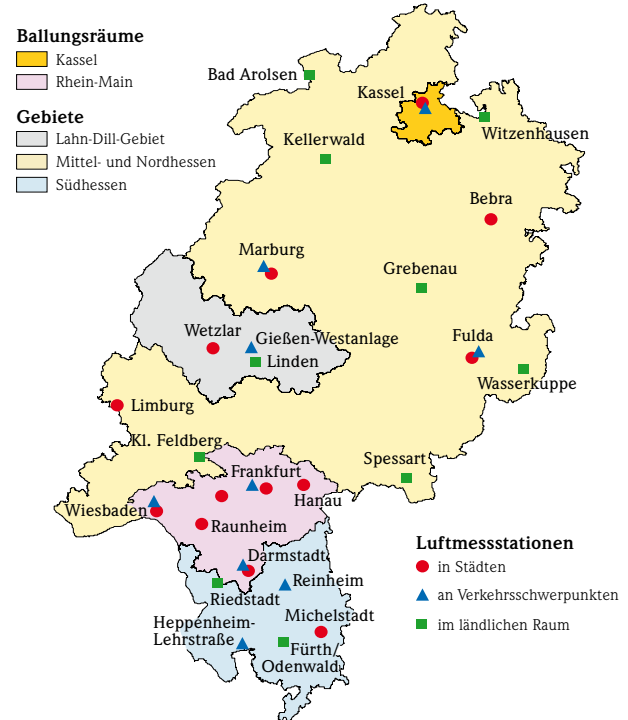 Ballungsräume
Kassel
Rhein-Main
Gebiete
Lahn-Dill-Gebiet
Mittel- und Nordhessen
Südhessen
Bad Arolsen
Kassel
Witzenhausen
Kellerwald
Bebra
Marburg
Grebenau
Wetzlar
Gießen-Westanlage
Linden
Fulda
Wasserkuppe
Limburg
Kl. Feldberg
Spessart
Frankfurt
Hanau
Wiesbaden
Raunheim
Darmstadt
Reinheim
Riedstadt
Michelstadt
Heppenheim-
Lehrstraße
Fürth/
Odenwald
Luftmessstationen
in Städten
an Verkehrsschwerpunkten
im ländlichen Raum